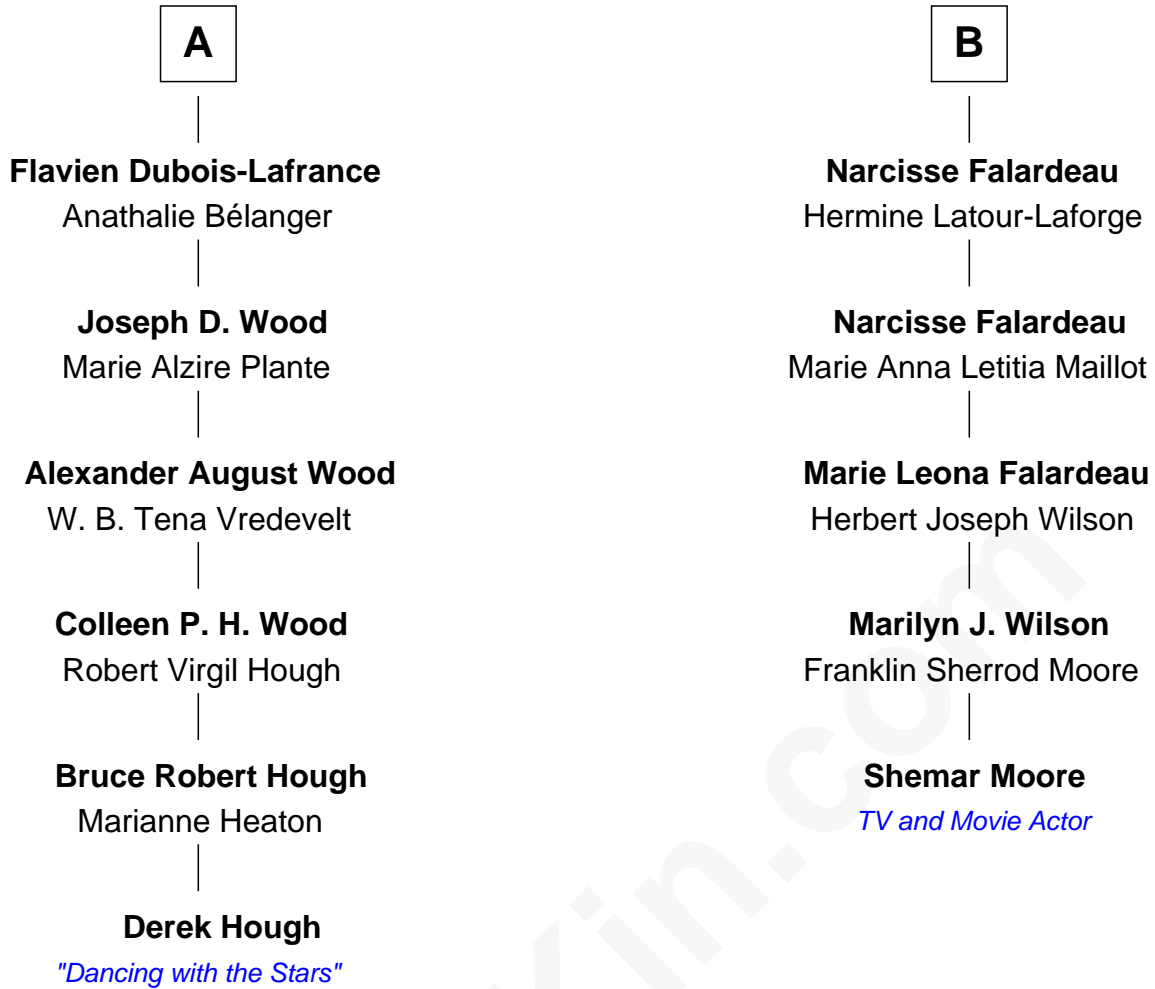 A
Flavien Dubois-Lafrance
Anathalie Bélanger
Joseph D. Wood
Marie Alzire Plante
Alexander August Wood
W. B. Tena Vredevelt
Colleen P. H. Wood
Robert Virgil Hough
Bruce Robert Hough
Marianne Heaton
Derek Hough
"Dancing with the Stars"
B
Narcisse Falardeau
Hermine Latour-Laforge
Narcisse Falardeau
Marie Anna Letitia Maillot
Marie Leona Falardeau
Herbert Joseph Wilson
Marilyn J. Wilson
Franklin Sherrod Moore
Shemar Moore
TV and Movie Actor